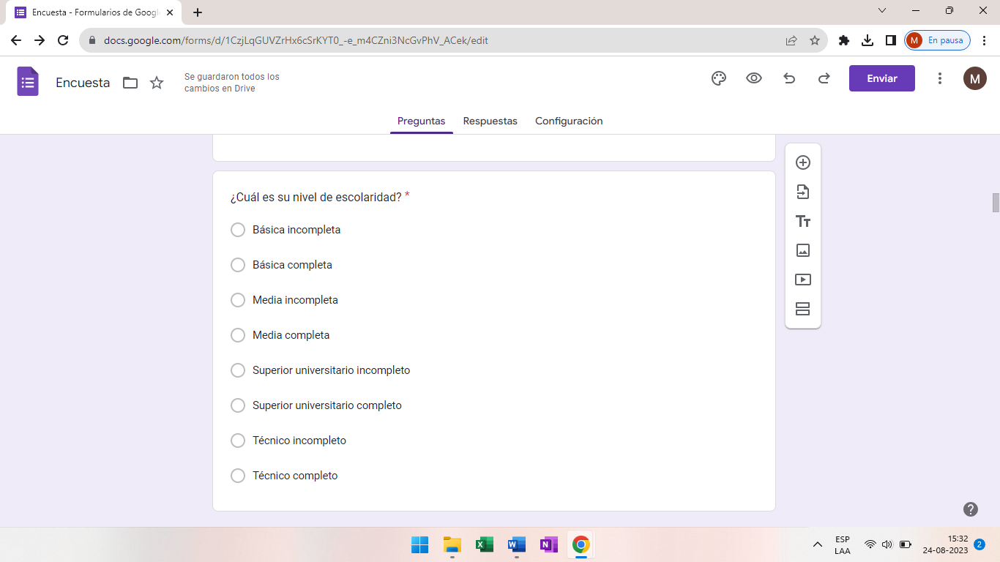 Encuesta - Formularios de Googl
docs.google.com/forms/d/1CzjLqGUVZrHx6cSrKYT0_-e_m4CZni3NcGvPhV_ACek/edit
M En pausa
Encuesta
Se guardaron todos los
cambios en Drive
Enviar
M
Preguntas Respuestas Configuración
¿Cuál es su nivel de escolaridad? *
Básica incompleta
Básica completa
Media incompleta
Media completa
Superior universitario incompleto
Superior universitario completo
Técnico incompleto
Técnico completo
ESP
LAA
15:32
24-08-2023
2